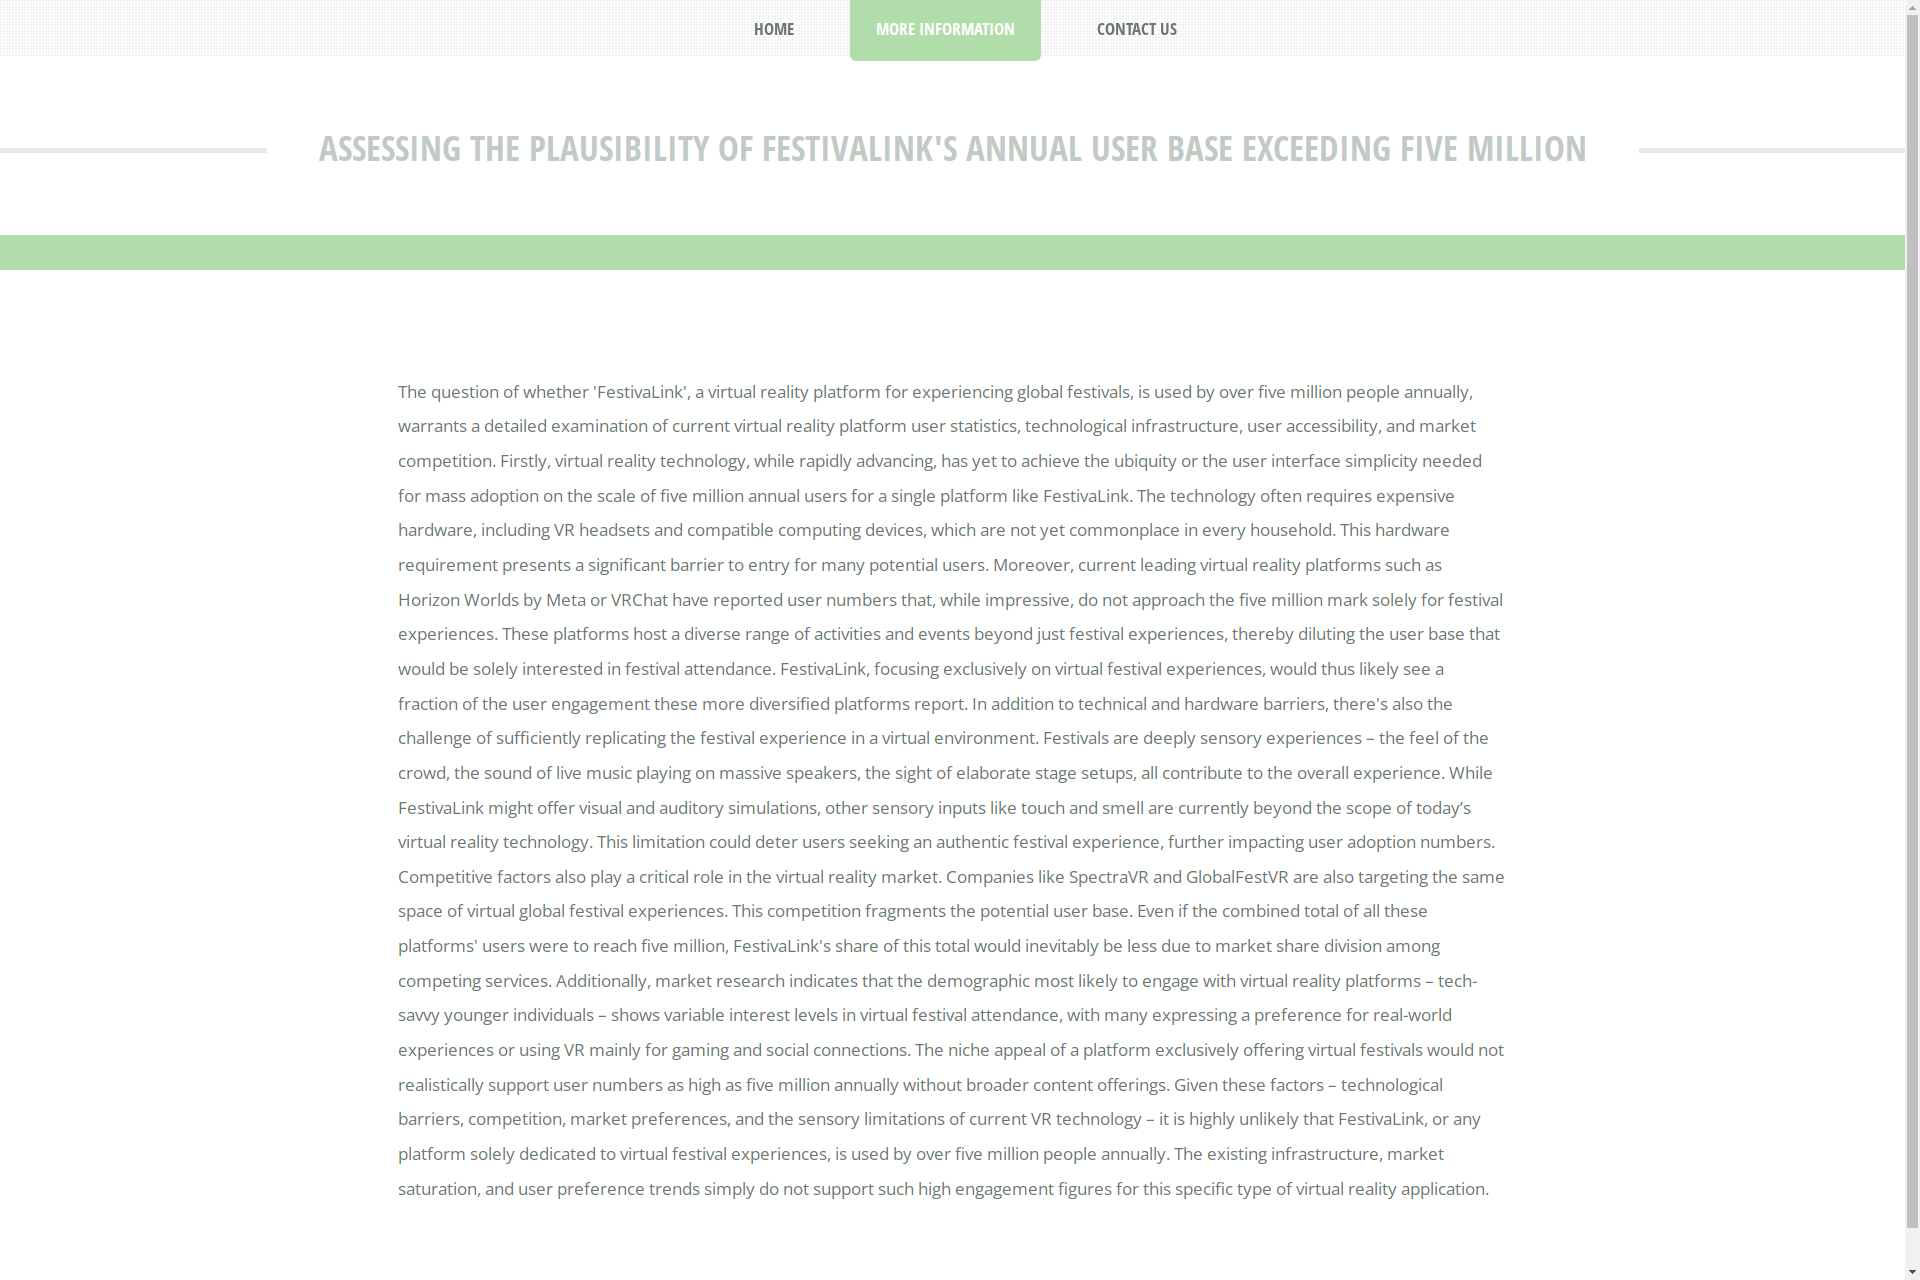 HOME
MORE INFORMATION
CONTACT US
ASSESSING THE PLAUSIBILITY OF FESTIVALINK'S ANNUAL USER BASE EXCEEDING FIVE MILLION
The question of whether 'FestivaLink', a virtual reality platform for experiencing global festivals, is used by over five million people annually,
warrants a detailed examination of current virtual reality platform user statistics, technological infrastructure, user accessibility, and market
competition. Firstly, virtual reality technology, while rapidly advancing, has yet to achieve the ubiquity or the user interface simplicity needed
for mass adoption on the scale of five million annual users for a single platform like FestivaLink. The technology often requires expensive
hardware, including VR headsets and compatible computing devices, which are not yet commonplace in every household. This hardware
requirement presents a significant barrier to entry for many potential users. Moreover, current leading virtual reality platforms such as
Horizon Worlds by Meta or VRChat have reported user numbers that, while impressive, do not approach the five million mark solely for festival
experiences. These platforms host a diverse range of activities and events beyond just festival experiences, thereby diluting the user base that
would be solely interested in festival attendance. FestivaLink, focusing exclusively on virtual festival experiences, would thus likely see a
fraction of the user engagement these more diversified platforms report. In addition to technical and hardware barriers, there's also the
challenge of sufficiently replicating the festival experience in a virtual environment. Festivals are deeply sensory experiences – the feel of the
crowd, the sound of live music playing on massive speakers, the sight of elaborate stage setups, all contribute to the overall experience. While
FestivaLink might offer visual and auditory simulations, other sensory inputs like touch and smell are currently beyond the scope of today’s
virtual reality technology. This limitation could deter users seeking an authentic festival experience, further impacting user adoption numbers.
Competitive factors also play a critical role in the virtual reality market. Companies like SpectraVR and GlobalFestVR are also targeting the same
space of virtual global festival experiences. This competition fragments the potential user base. Even if the combined total of all these
platforms' users were to reach five million, FestivaLink's share of this total would inevitably be less due to market share division among
competing services. Additionally, market research indicates that the demographic most likely to engage with virtual reality platforms – tech-
savvy younger individuals – shows variable interest levels in virtual festival attendance, with many expressing a preference for real-world
experiences or using VR mainly for gaming and social connections. The niche appeal of a platform exclusively offering virtual festivals would not
realistically support user numbers as high as five million annually without broader content offerings. Given these factors – technological
barriers, competition, market preferences, and the sensory limitations of current VR technology – it is highly unlikely that FestivaLink, or any
platform solely dedicated to virtual festival experiences, is used by over five million people annually. The existing infrastructure, market
saturation, and user preference trends simply do not support such high engagement figures for this specific type of virtual reality application.